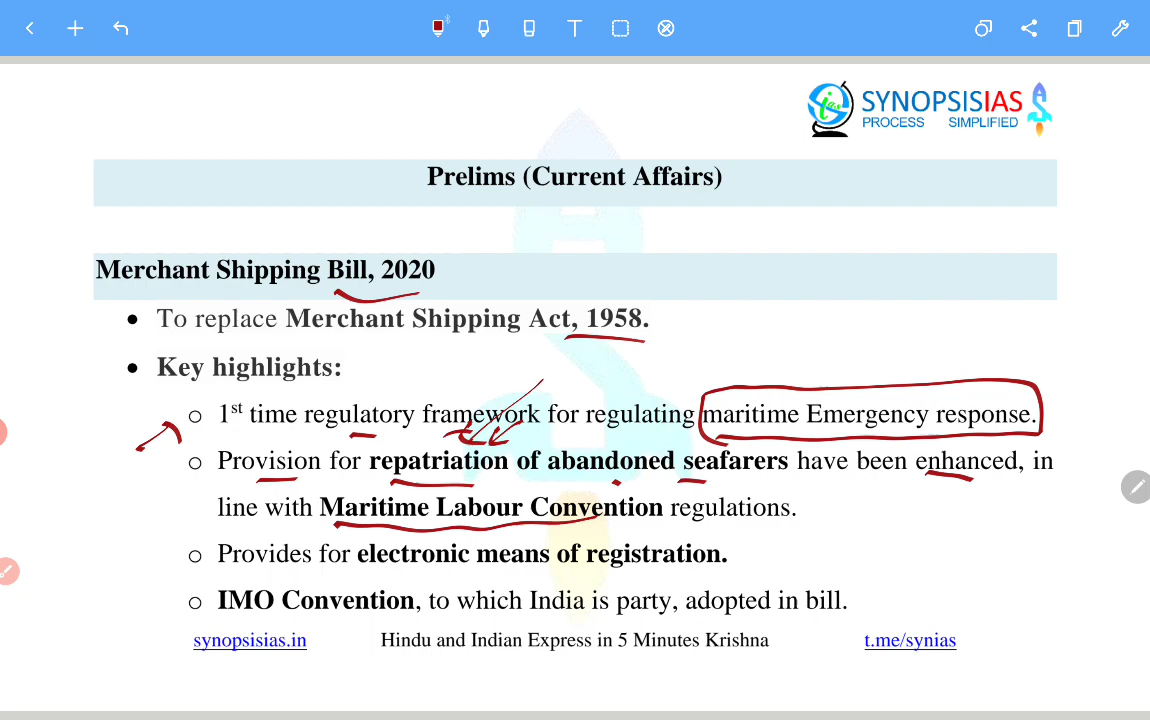 SYNOPSISIAS
PROCESS SIMPLIFIED
Prelims (Current Affairs)
Merchant Shipping Bill, 2020
• To replace Merchant Shipping Act, 1958.
• Key highlights:
o 1st time regulatory framework for regulating maritime Emergency response.
o Provision for repatriation of abandoned seafarers have been enhanced, in
line with Maritime Labour Convention regulations.
o Provides for electronic means of registration.
o IMO Convention, to which India is party, adopted in bill.
synopsisias.in Hindu and Indian Express in 5 Minutes Krishna t.me/synias